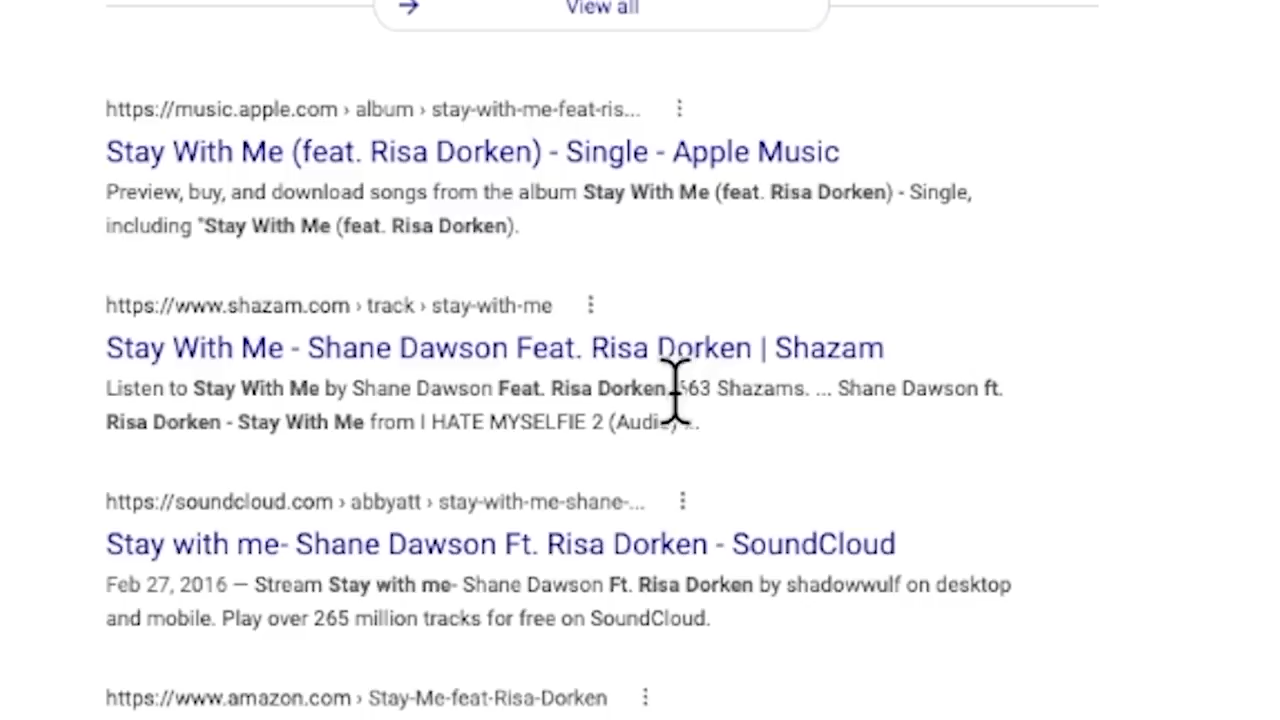 View all
https://music.apple.com › album › stay-with-me-feat-ris...
Stay With Me (feat. Risa Dorken) - Single - Apple Music
Preview, buy, and download songs from the album Stay With Me (feat. Risa Dorken) - Single,
including "Stay With Me (feat. Risa Dorken).
https://www.shazam.com › track › stay-with-me
Stay With Me - Shane Dawson Feat. Risa Dorken | Shazam
Listen to Stay With Me by Shane Dawson Feat. Risa Dorken. 563 Shazams. ... Shane Dawson ft.
Risa Dorken - Stay With Me from I HATE MYSELFIE 2 (Audio) ...
https://soundcloud.com › abbyatt › stay-with-me-shane-...
Stay with me- Shane Dawson Ft. Risa Dorken - SoundCloud
Feb 27, 2016 — Stream Stay with me- Shane Dawson Ft. Risa Dorken by shadowwulf on desktop
and mobile. Play over 265 million tracks for free on SoundCloud.
https://www.amazon.com › Stay-Me-feat-Risa-Dorken